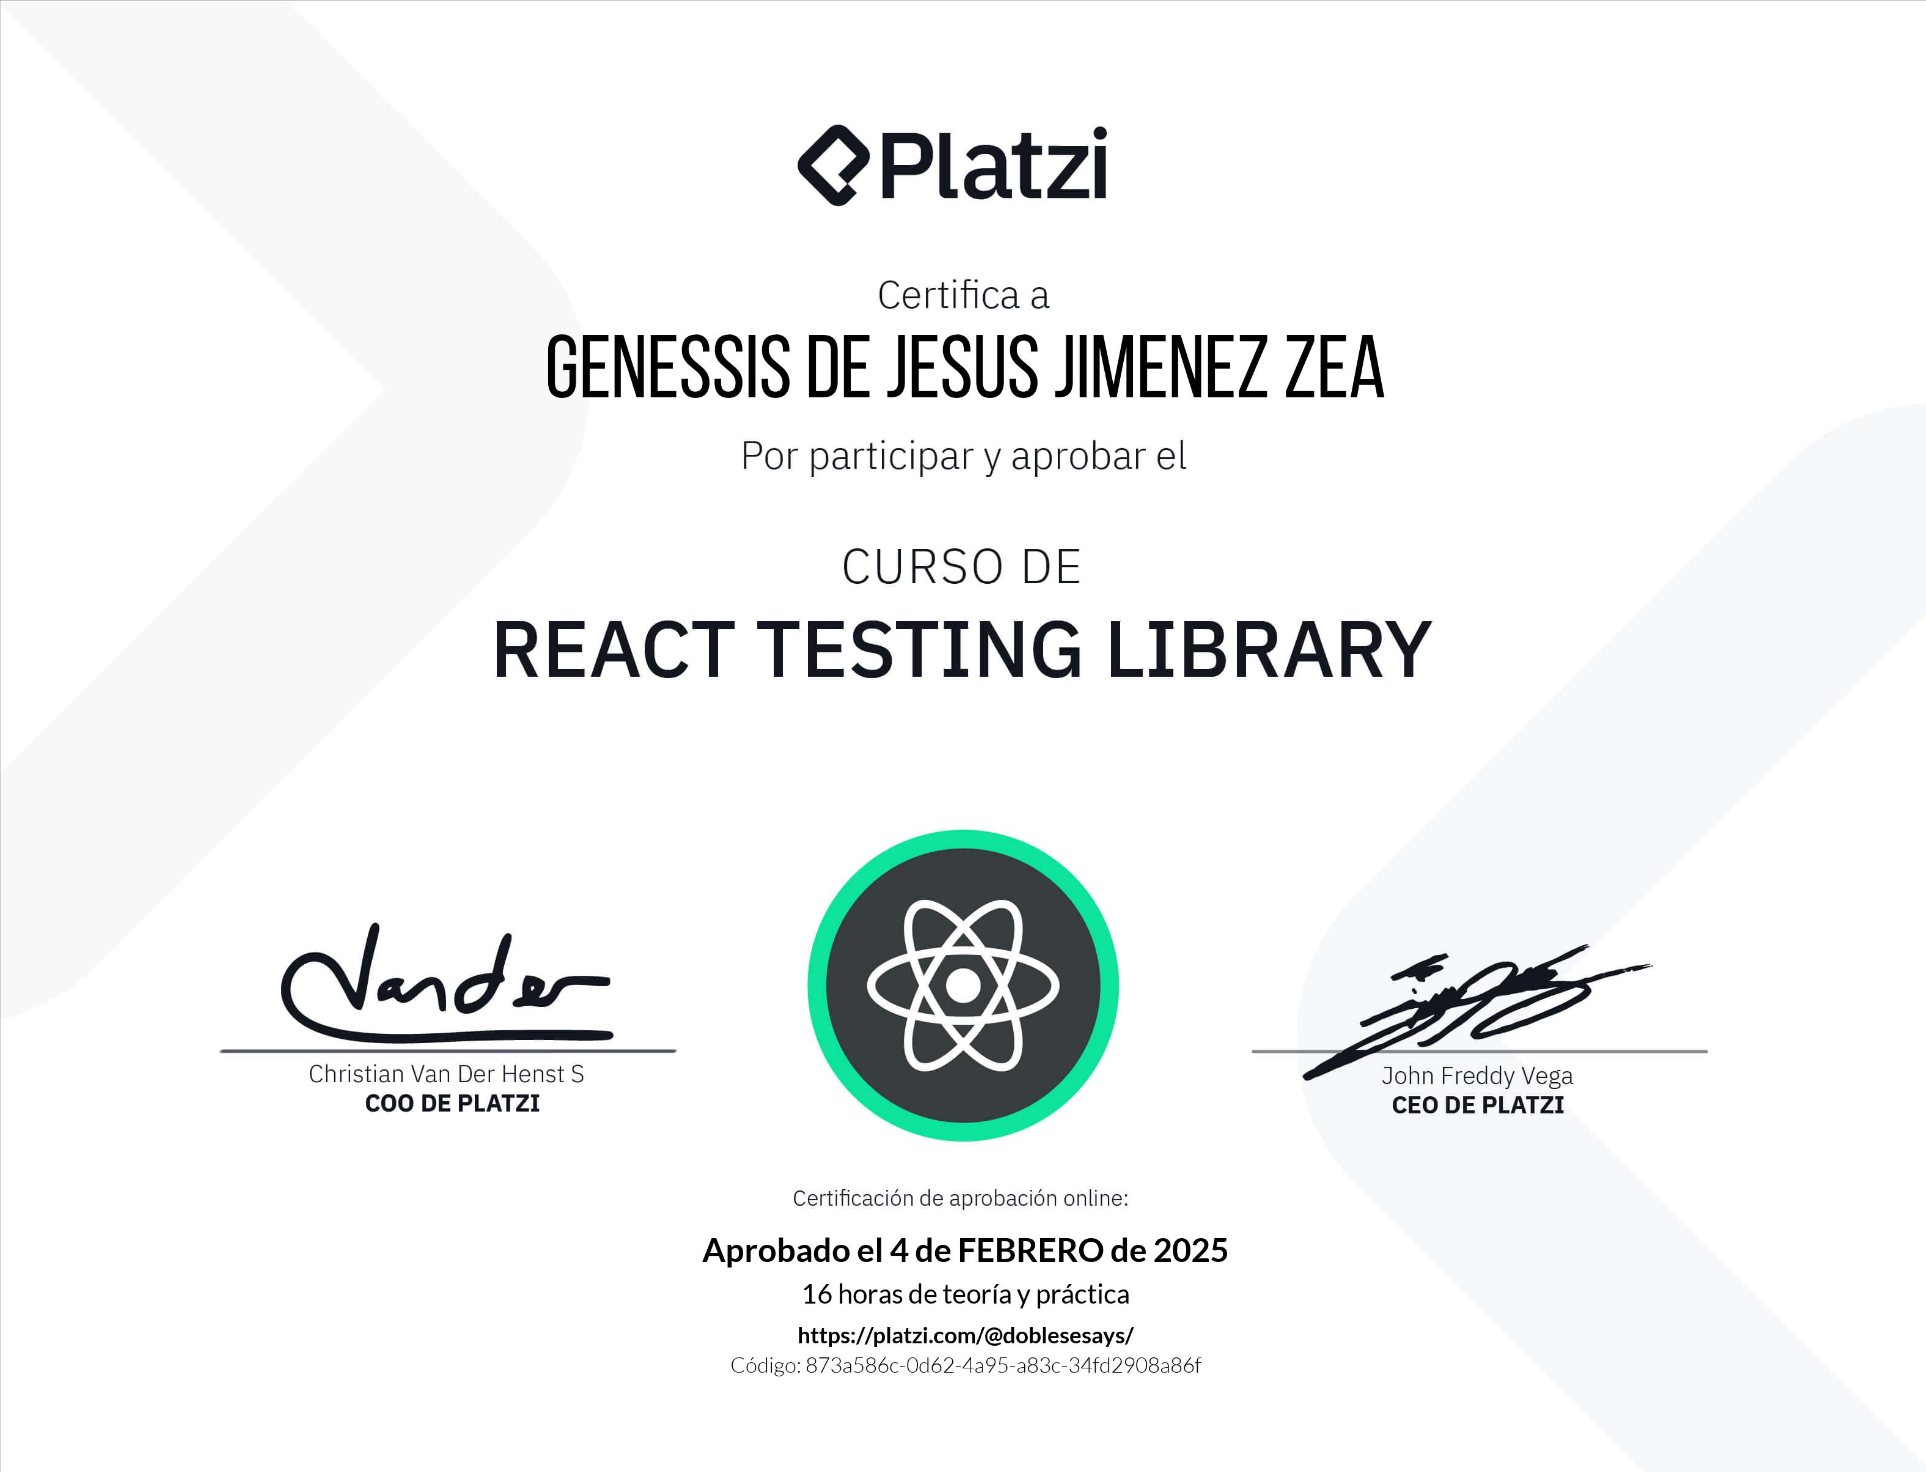 Platzi
Certifica a
GENESSIS DE JESUS JIMENEZ ZEA
Por participar y aprobar el
CURSO DE
REACT TESTING LIBRARY
Vander
Christian Van Der Henst S
COO DE PLATZI
John Freddy Vega
CEO DE PLATZI
Certificación de aprobación online:
Aprobado el 4 de FEBRERO de 2025
16 horas de teoría y práctica
https://platzi.com/@doblesesays/
Código: 873a586c-0d62-4a95-a83c-34fd2908a86f